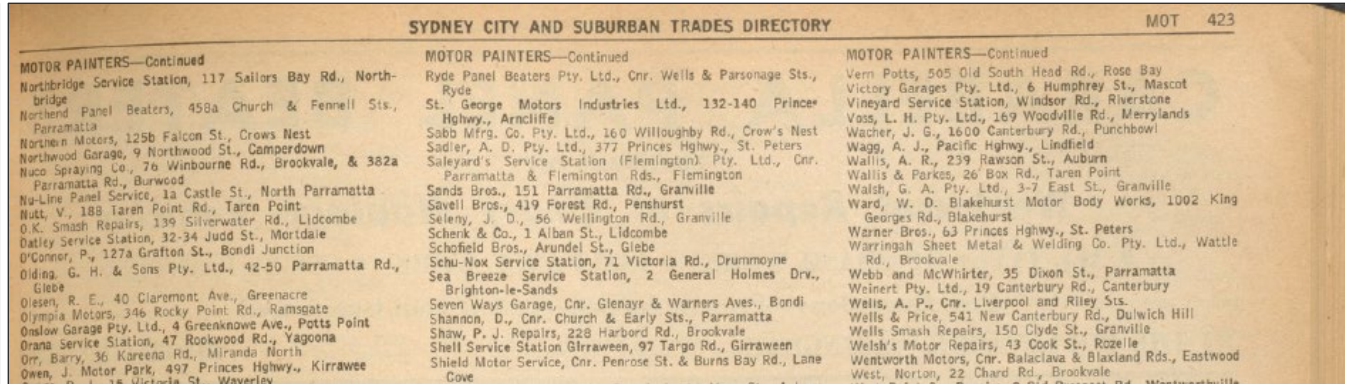 SYDNEY CITY AND SUBURBAN TRADES DIRECTORY
MOT 423
MOTOR PAINTERS—Continued
Northbridge Service Station, 117 Sailors Bay Rd., North-
bridge
Northend Panel Beaters, 458a Church & Fennell Sts.,
Parramatta
Northern Motors, 125b Falcon St., Crows Nest
Northwood Garage, 9 Northwood St., Camperdown
Nuco Spraying Co., 76 Winbourne Rd., Brookvale, & 382a
Parramatta Rd., Burwood
Nu-Line Panel Service, 1a Castle St., North Parramatta
Nutt, V., 188 Taren Point Rd., Taren Point
O.K. Smash Repairs, 139 Silverwater Rd., Lidcombe
Oatley Service Station, 32-34 Judd St., Mortdale
O'Connor, P., 127a Grafton St., Bondi Junction
Olding, G. H. & Sons Pty. Ltd., 42-50 Parramatta Rd.,
Glebe
Olesen, R. E., 40 Claremont Ave., Greenacre
Olympia Motors, 346 Rocky Point Rd., Ramsgate
Onslow Garage Pty. Ltd., 4 Greenknowe Ave., Potts Point
Orana Service Station, 47 Rookwood Rd., Yagoona
Orr, Barry, 36 Kareena Rd., Miranda North
Owen, J. Motor Park, 497 Princes Hghwy., Kirrawee
15 Victoria St., Waverley
MOTOR PAINTERS—Continued
Ryde Panel Beaters Pty. Ltd., Cnr. Wells & Parsonage Sts.,
Ryde
St. George Motors Industries Ltd., 132-140 Princes
Hghwy., Arncliffe
Sabb Mfrg. Co. Pty. Ltd., 160 Willoughby Rd., Crow's Nest
Sadler, A. D. Pty. Ltd., 377 Princes Hghwy., St. Peters
Saleyard's Service Station (Flemington) Pty. Ltd., Cnr.
Parramatta & Flemington Rds., Flemington
Sands Bros., 151 Parramatta Rd., Granville
Savell Bros., 419 Forest Rd., Penshurst
Seleny, J. D., 56 Wellington Rd., Granville
Schenk & Co., 1 Alban St., Lidcombe
Schofield Bros., Arundel St., Glebe
Schu-Nox Service Station, 71 Victoria Rd., Drummoyne
Sea Breeze Service Station, 2 General Holmes Drv.,
Brighton-le-Sands
Seven Ways Garage, Cnr. Glenayr & Warners Aves., Bondi
Shannon, D., Cnr. Church & Early Sts., Parramatta
Shaw, P. J. Repairs, 228 Harbord Rd., Brookvale
Shell Service Station Girraween, 97 Targo Rd., Girraween
Shield Motor Service, Cnr. Penrose St. & Burns Bay Rd., Lane
Cove
MOTOR PAINTERS—Continued
Vern Potts, 505 Old South Head Rd., Rose Bay
Victory Garages Pty. Ltd., 6 Humphrey St., Mascot
Vineyard Service Station, Windsor Rd., Riverstone
Voss, L. H. Pty. Ltd., 169 Woodville Rd., Merrylands
Wacher, J. G., 1600 Canterbury Rd., Punchbowl
Wagg, A. J., Pacific Hghwy., Lindfield
Wallis, A. R., 239 Rawson St., Auburn
Wallis & Parkes, 26 Box Rd., Taren Point
Walsh, G. A. Pty. Ltd., 3-7 East St., Granville
Ward, W. D. Blakehurst Motor Body Works, 1002 King
Georges Rd., Blakehurst
Warner Bros., 63 Princes Hghwy., St. Peters
Warringah Sheet Metal & Welding Co. Pty. Ltd., Wattle
Rd., Brookvale
Webb and McWhirter, 35 Dixon St., Parramatta
Weinert Pty. Ltd., 19 Canterbury Rd., Canterbury
Wells, A. P., Cnr. Liverpool and Riley Sts.
Wells & Price, 541 New Canterbury Rd., Dulwich Hill
Wells Smash Repairs, 150 Clyde St., Granville
Welsh's Motor Repairs, 43 Cook St., Rozelle
Wentworth Motors, Cnr. Balaclava & Blaxland Rds., Eastwood
West, Norton, 22 Chard Rd., Brookvale